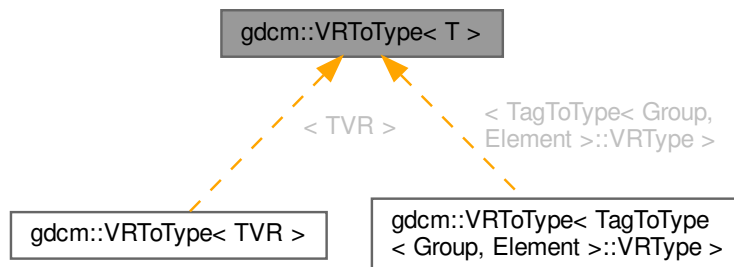 gdcm::VRToType< T >
< TVR >
< TagToType< Group,
Element >::VRType >
gdcm::VRToType< TVR >
gdcm::VRToType< TagToType
< Group, Element >::VRType >